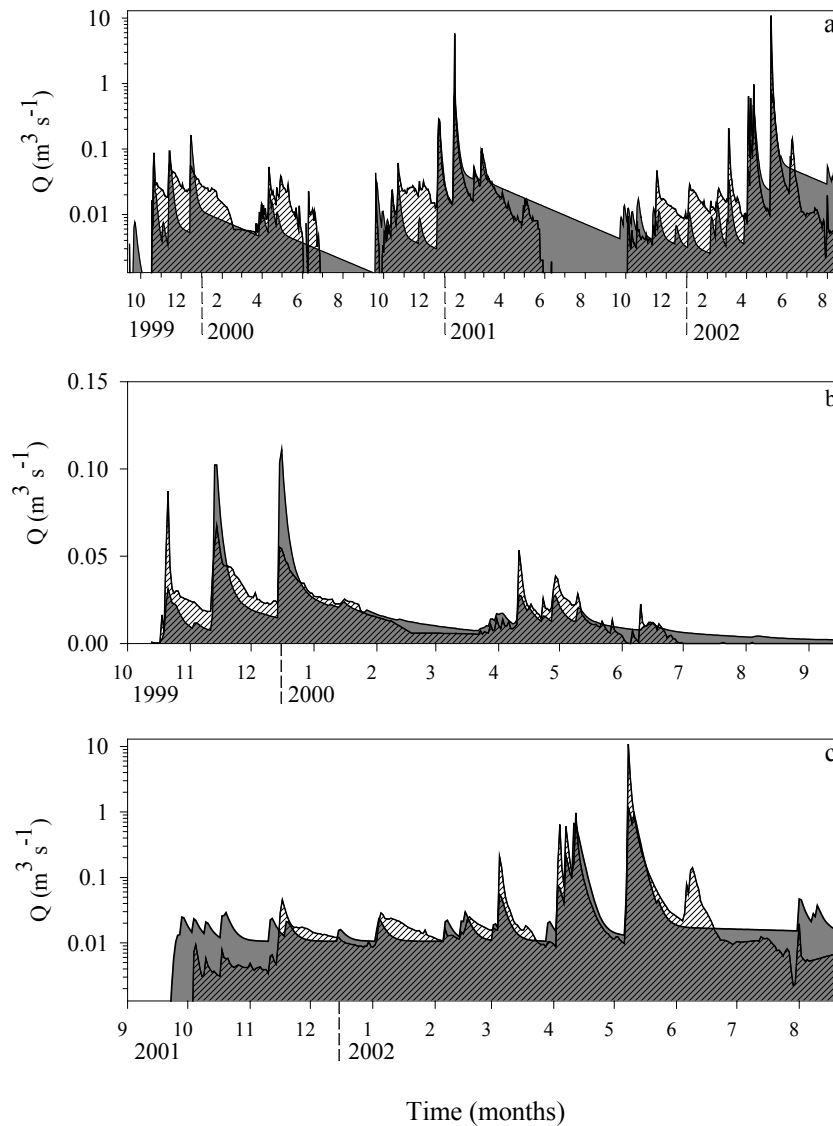 a
10
1
0.1
0.01
Q (m³ s⁻¹)
10 12 2 4 6 8 10 12 2 4 6 8 10 12 2 4 6 8
1999 2000 2001 2002
b
0.15
0.10
0.05
0.00
Q (m³ s⁻¹)
10 11 12 1 2 3 4 5 6 7 8 9
1999 2000
c
10
1
0.1
0.01
Q (m³ s⁻¹)
9 10 11 12 1 2 3 4 5 6 7 8
2001 2002
Time (months)